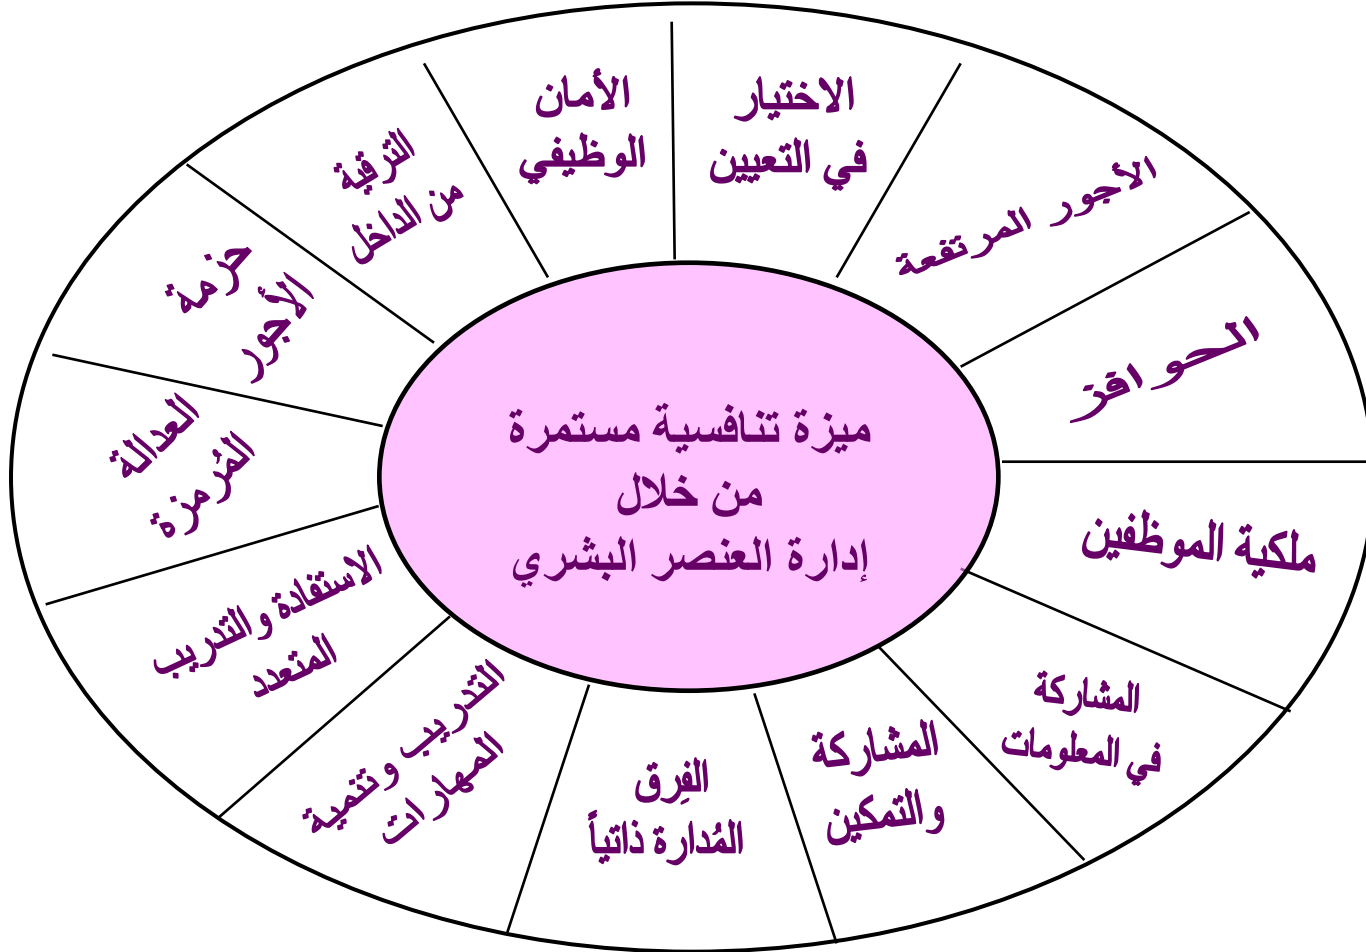 ميزة تنافسية مستمرة
من خلال
إدارة العنصر البشري
الأمان
الوظيفي
الاختيار
في التعيين
الأجور المرتفعة
الحوافز
ملكية الموظفين
المشاركة
في المعلومات
المشاركة
والتمكين
الفِرق
المُدارة ذاتياً
التدريب وتنمية
المهارات
الاستفادة والتدريب
المتعدد
العدالة
المُرمزة
حزمة
الأجور
الترقية
من الداخل